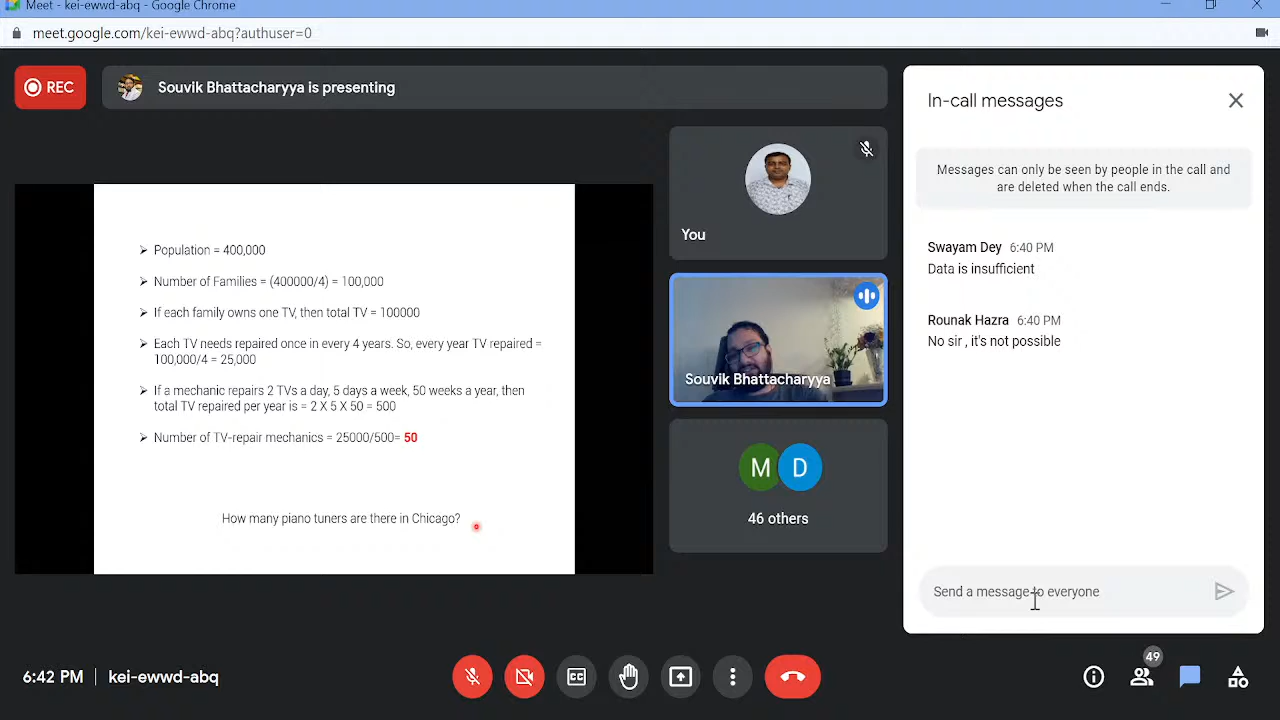 Meet - kei-ewwd-abq - Google Chrome
meet.google.com/kei-ewwd-abq?authuser=0
REC
Souvik Bhattacharyya is presenting
➢ Population = 400,000
➢ Number of Families = (400000/4) = 100,000
➢ If each family owns one TV, then total TV = 100000
➢ Each TV needs repaired once in every 4 years. So, every year TV repaired =
100,000/4 = 25,000
➢ If a mechanic repairs 2 TVs a day, 5 days a week, 50 weeks a year, then
total TV repaired per year is = 2 X 5 X 50 = 500
➢ Number of TV-repair mechanics = 25000/500= 50
How many piano tuners are there in Chicago?
You
Souvik Bhattacharyya
M D
46 others
In-call messages
Messages can only be seen by people in the call and
are deleted when the call ends.
Swayam Dey 6:40 PM
Data is insufficient
Rounak Hazra 6:40 PM
No sir , it's not possible
Send a message to everyone
6:42 PM | kei-ewwd-abq
49